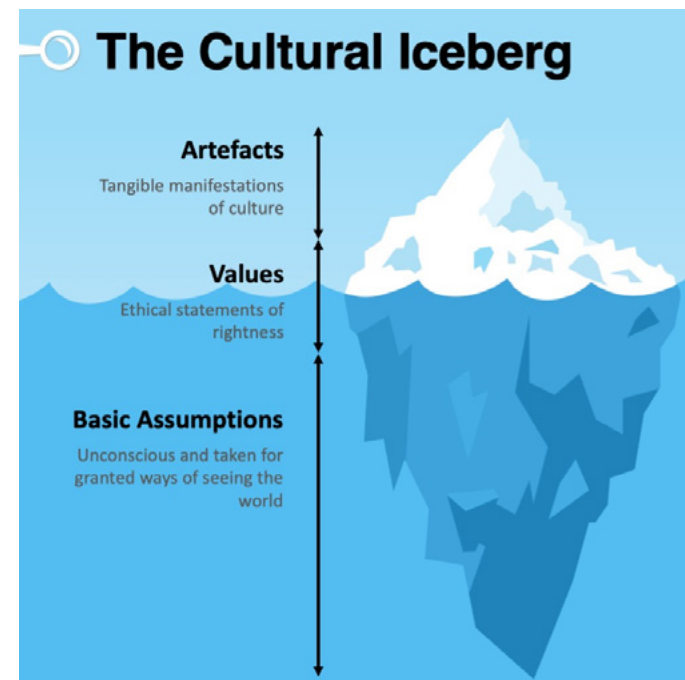 The Cultural Iceberg
Artefacts
Tangible manifestations
of culture
Values
Ethical statements of
rightness
Basic Assumptions
Unconscious and taken for
granted ways of seeing the
world